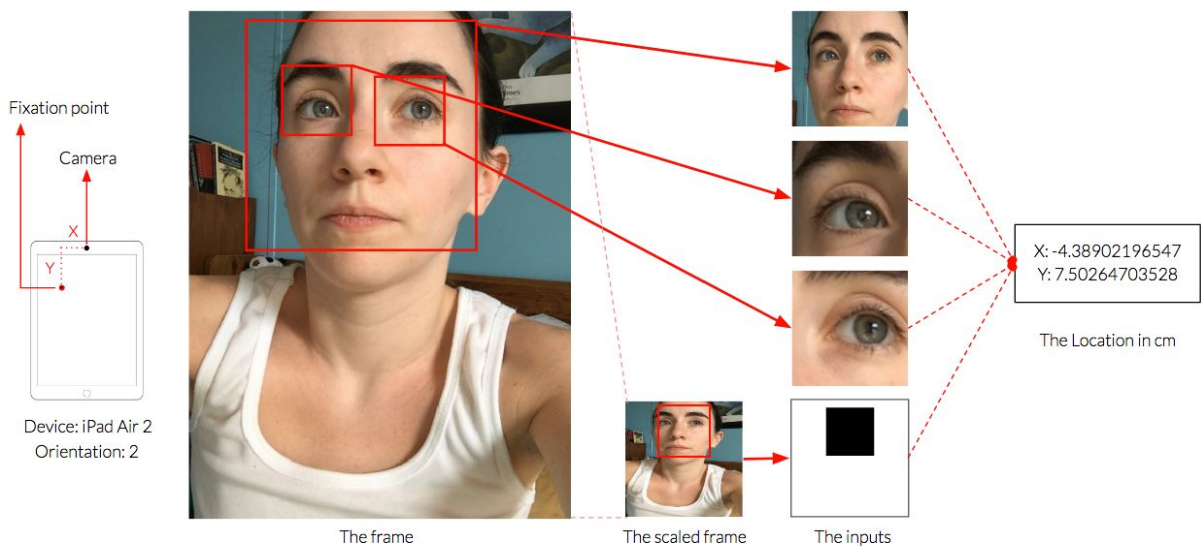 Fixation point
Camera
X
Y
Device: iPad Air 2
Orientation: 2
The frame
The scaled frame
The inputs
X: -4.38902196547
Y: 7.50264703528
The Location in cm